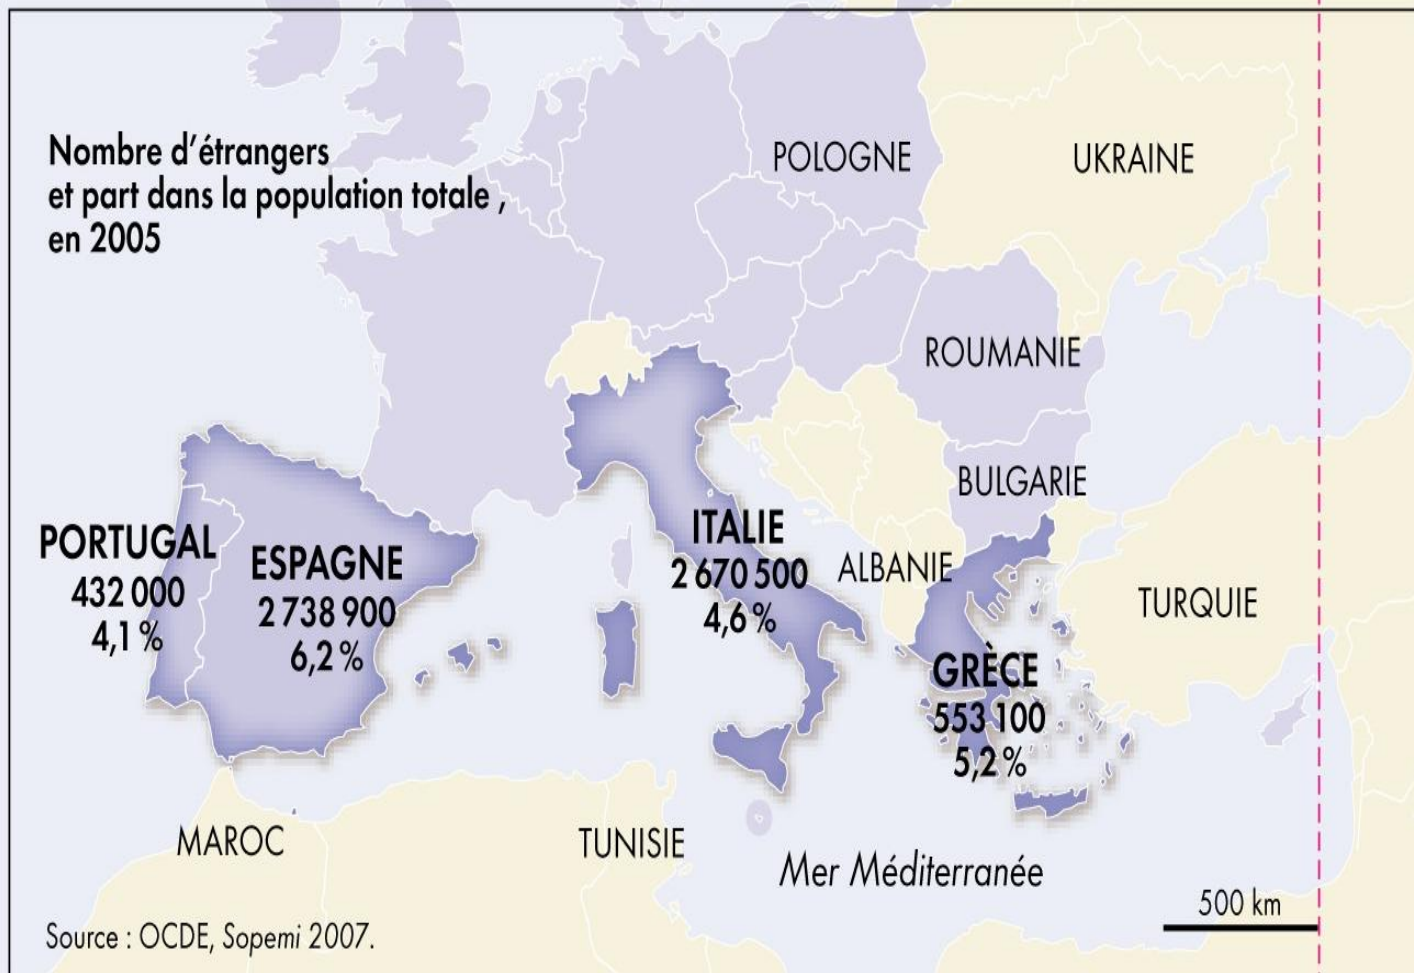 Nombre d'étrangers
et part dans la population totale ,
en 2005
POLOGNE
UKRAINE
ROUMANIE
BULGARIE
PORTUGAL
432 000
4,1 %
ESPAGNE
2 738 900
6,2 %
ITALIE
2 670 500
4,6 %
ALBANIE
TURQUIE
GRÈCE
553 100
5,2 %
MAROC
TUNISIE
Mer Méditerranée
500 km
Source : OCDE, Sopemi 2007.